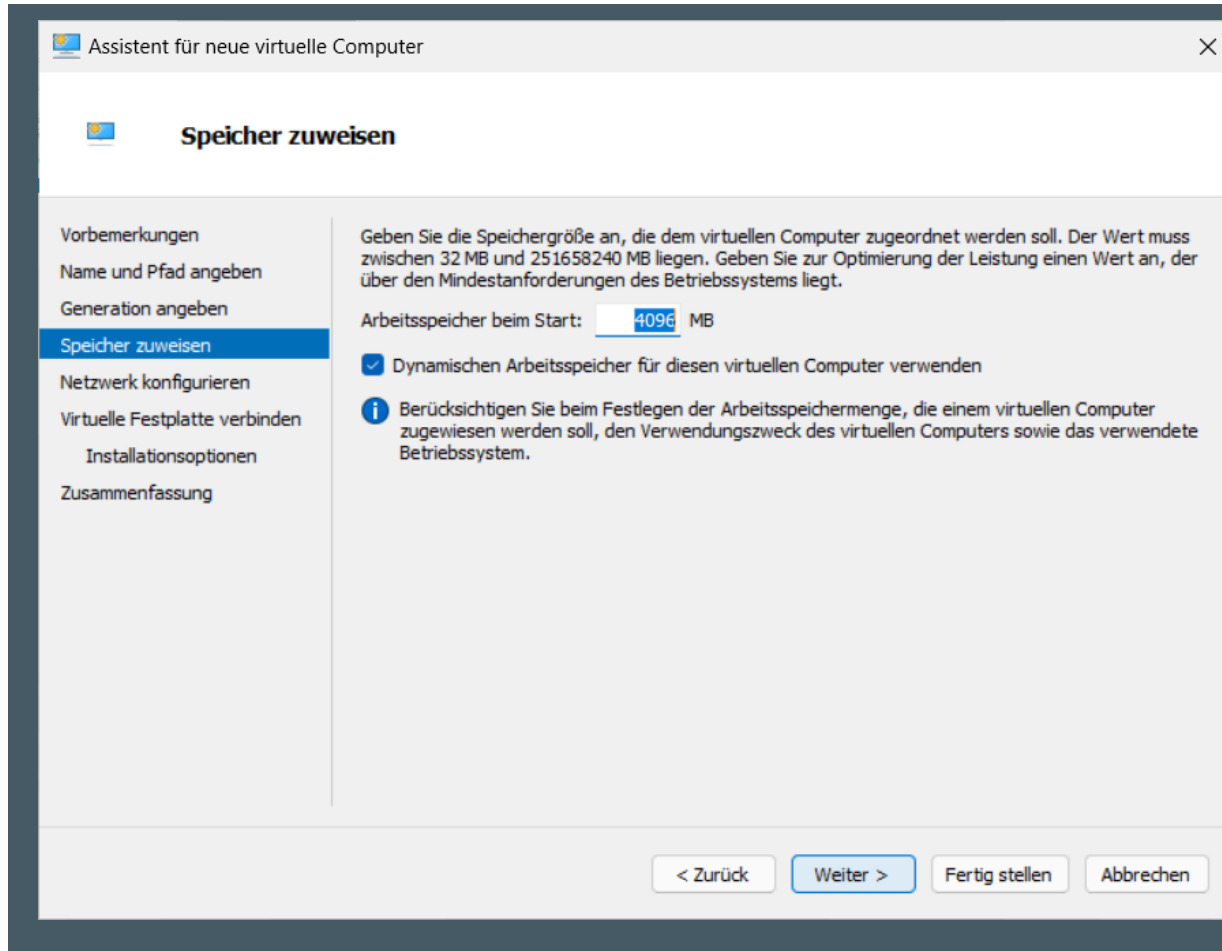 Assistent für neue virtuelle Computer
Speicher zuweisen
Vorbemerkungen
Name und Pfad angeben
Generation angeben
Speicher zuweisen
Netzwerk konfigurieren
Virtuelle Festplatte verbinden
Installationsoptionen
Zusammenfassung
Geben Sie die Speichergröße an, die dem virtuellen Computer zugeordnet werden soll. Der Wert muss
zwischen 32 MB und 251658240 MB liegen. Geben Sie zur Optimierung der Leistung einen Wert an, der
über den Mindestanforderungen des Betriebssystems liegt.
Arbeitsspeicher beim Start: 4096 MB
Dynamischen Arbeitsspeicher für diesen virtuellen Computer verwenden
Berücksichtigen Sie beim Festlegen der Arbeitsspeichermenge, die einem virtuellen Computer
zugewiesen werden soll, den Verwendungszweck des virtuellen Computers sowie das verwendete
Betriebssystem.
< Zurück Weiter > Fertig stellen Abbrechen